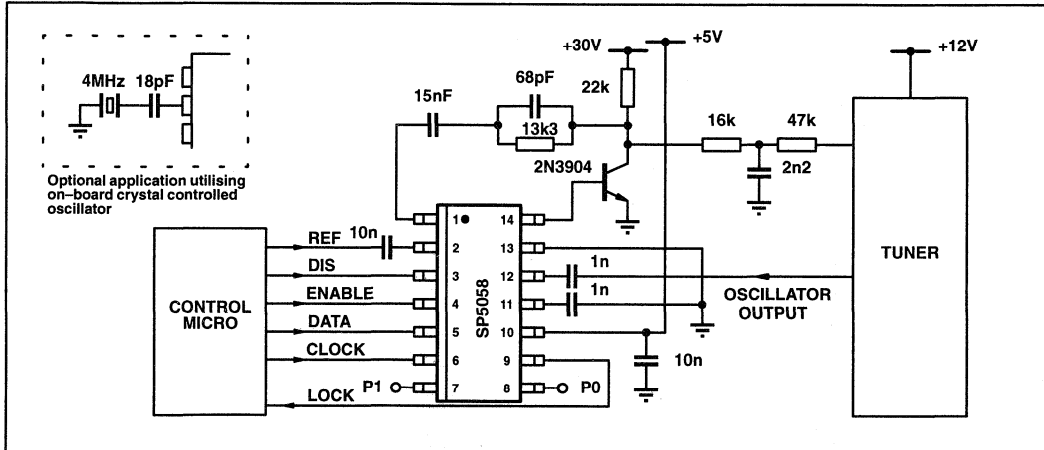 +30V
+5V
+12V
4MHz 18pF
68pF
22k
15nF
13k3
16k
47k
2N3904
2n2
Optional application utilising
on–board crystal controlled
oscillator
1
14
REF
10n
2
13
1n
DIS
3
12
TUNER
CONTROL
MICRO
ENABLE
4
SP5058
11
1n
OSCILLATOR
OUTPUT
DATA
5
10
CLOCK
6
9
10n
P1
7
8
P0
LOCK